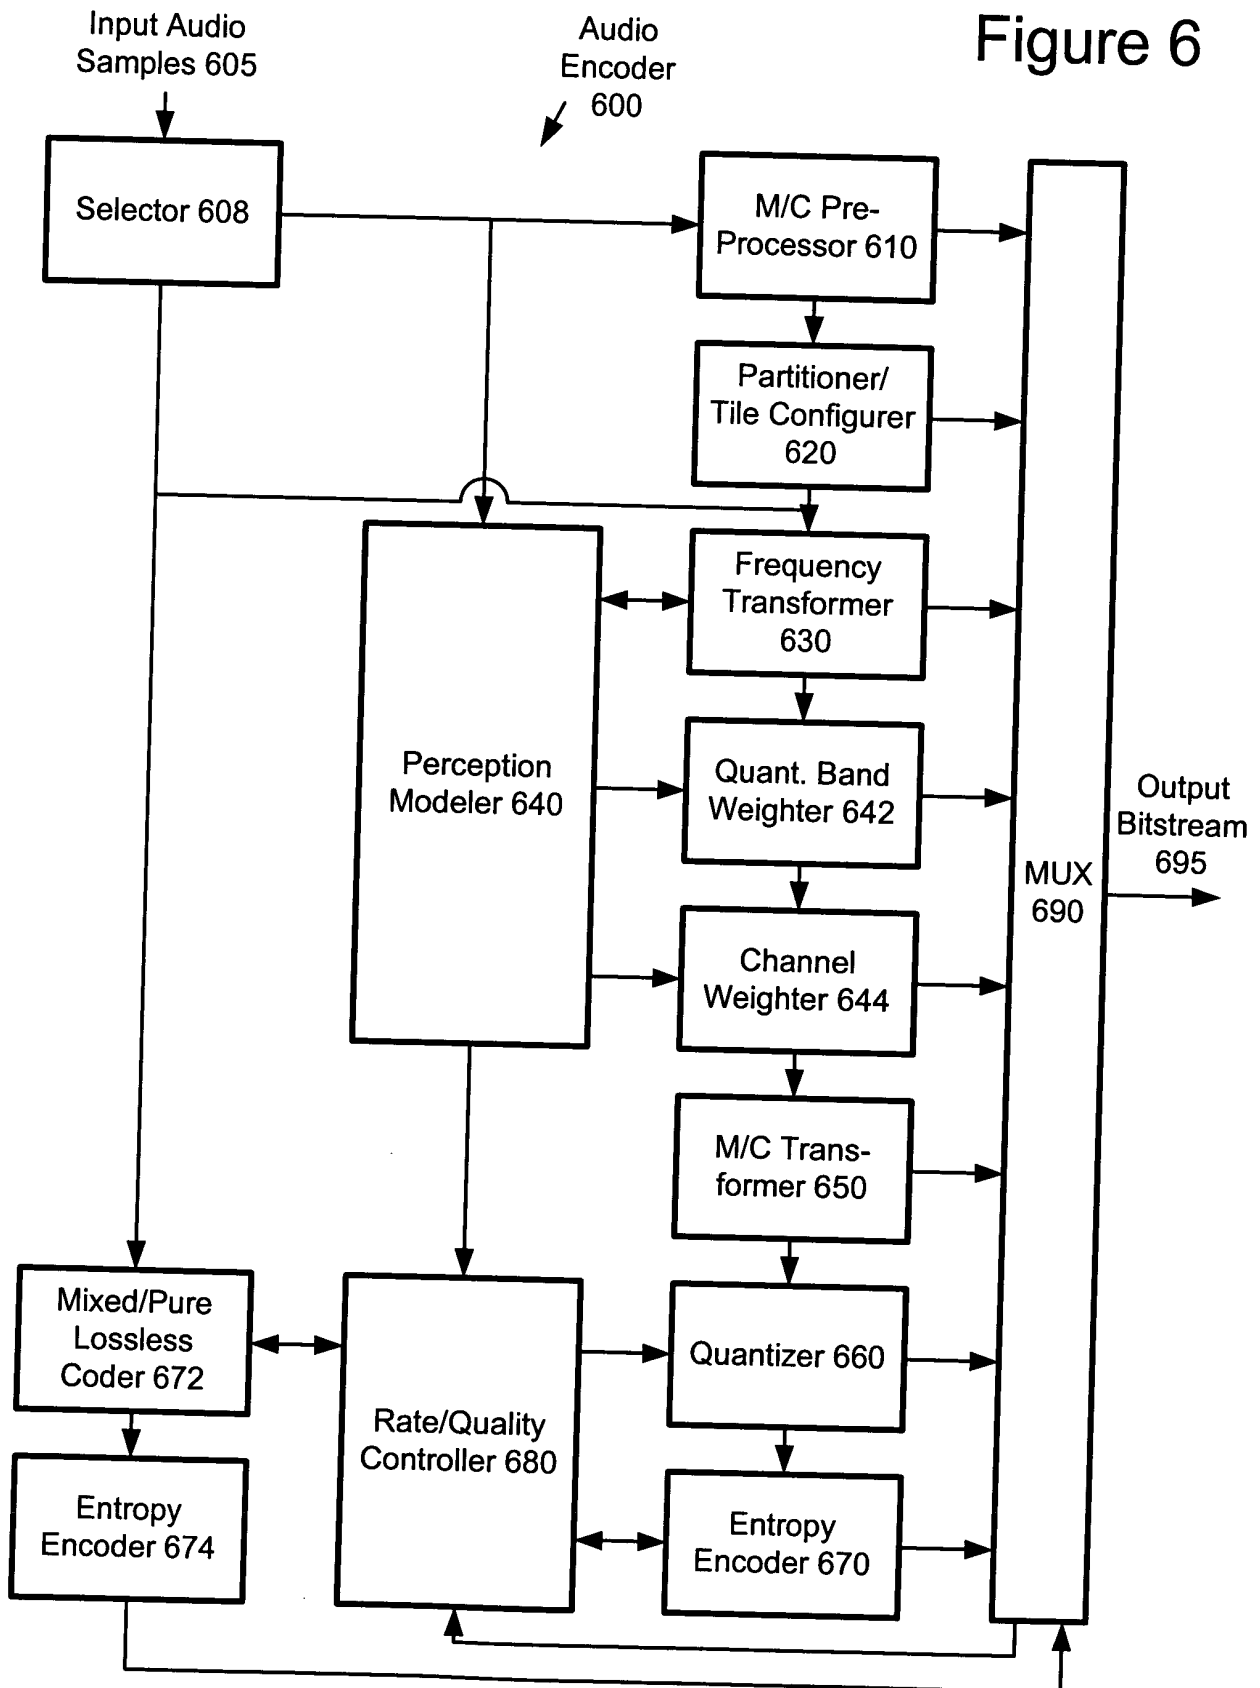 Input Audio
Samples 605
Audio
Encoder
600
Figure 6
Selector 608
M/C Pre-
Processor 610
Partitioner/
Tile Configurer
620
Frequency
Transformer
630
Perception
Modeler 640
Quant. Band
Weighter 642
Output
Bitstream
695
MUX
690
Channel
Weighter 644
M/C Trans-
former 650
Mixed/Pure
Lossless
Coder 672
Quantizer 660
Rate/Quality
Controller 680
Entropy
Encoder 674
Entropy
Encoder 670